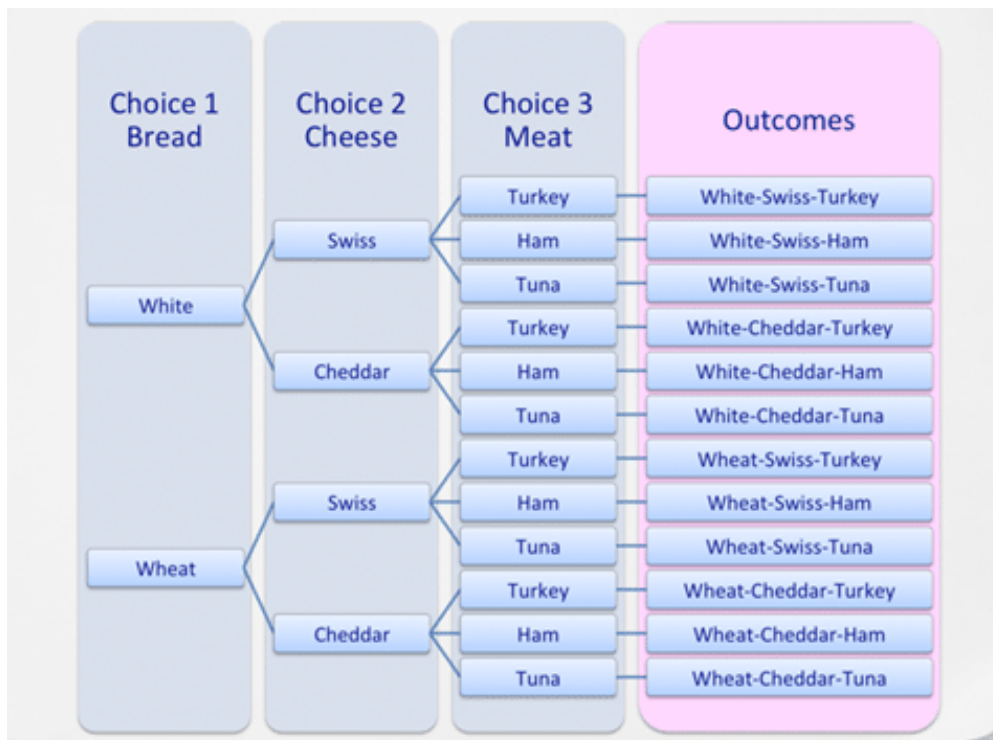 Choice 1
Bread
Choice 2
Cheese
Choice 3
Meat
Outcomes
White
Swiss
Turkey
White-Swiss-Turkey
Ham
White-Swiss-Ham
Tuna
White-Swiss-Tuna
Cheddar
Turkey
White-Cheddar-Turkey
Ham
White-Cheddar-Ham
Tuna
White-Cheddar-Tuna
Wheat
Swiss
Turkey
Wheat-Swiss-Turkey
Ham
Wheat-Swiss-Ham
Tuna
Wheat-Swiss-Tuna
Cheddar
Turkey
Wheat-Cheddar-Turkey
Ham
Wheat-Cheddar-Ham
Tuna
Wheat-Cheddar-Tuna